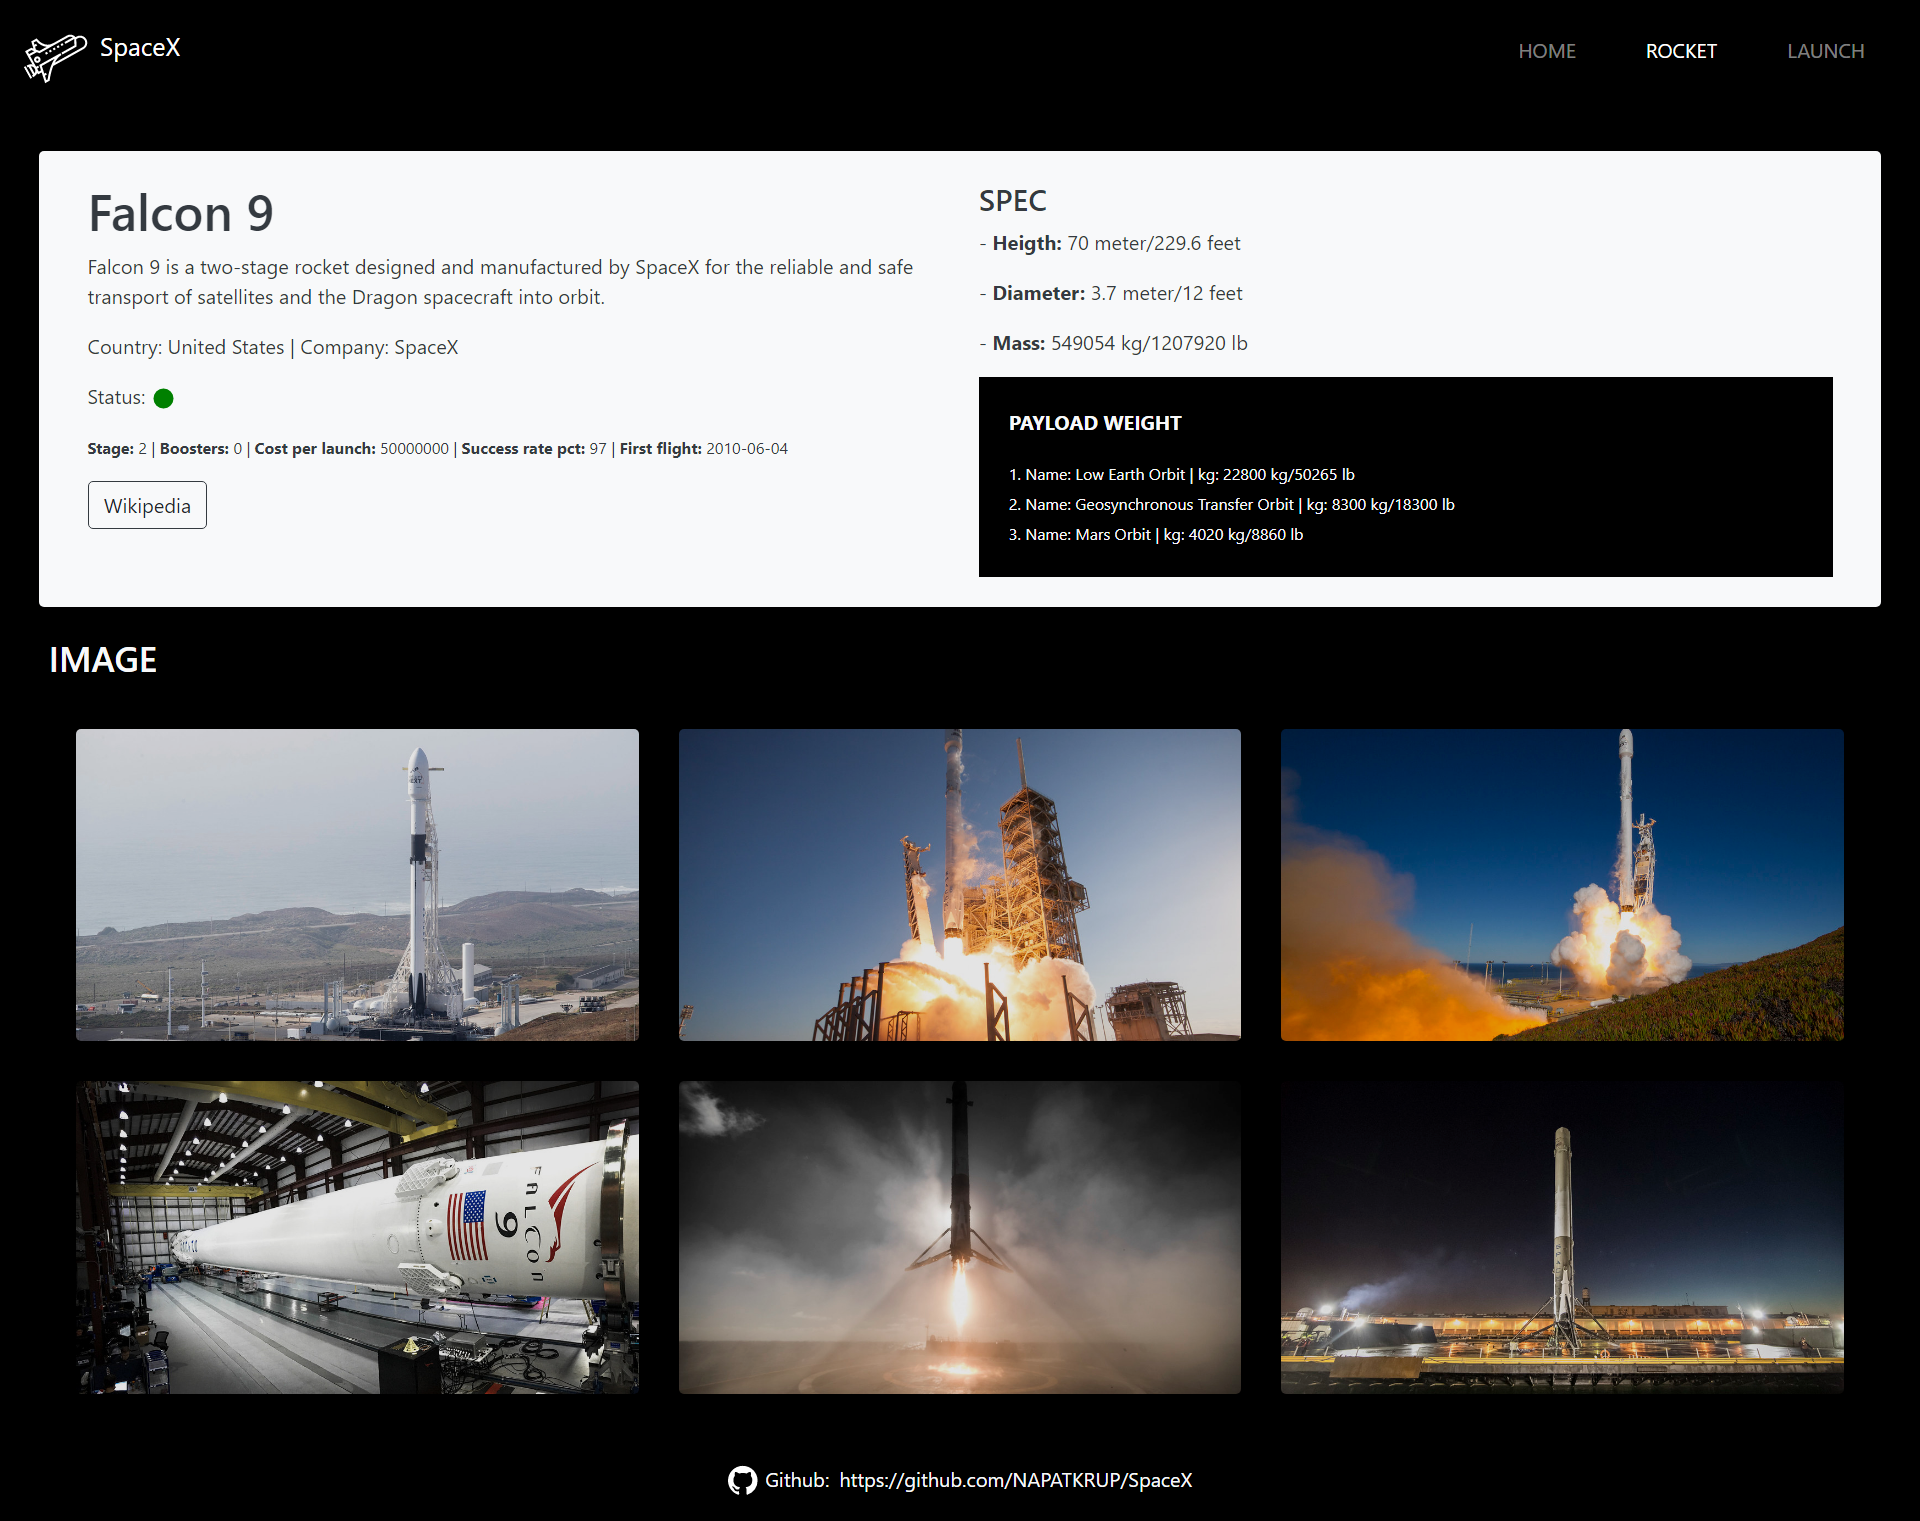 SpaceX
HOME
ROCKET
LAUNCH
Falcon 9
Falcon 9 is a two-stage rocket designed and manufactured by SpaceX for the reliable and safe
transport of satellites and the Dragon spacecraft into orbit.
Country: United States | Company: SpaceX
Status:
Stage: 2 | Boosters: 0 | Cost per launch: 50000000 | Success rate pct: 97 | First flight: 2010-06-04
Wikipedia
SPEC
- Heigth: 70 meter/229.6 feet
- Diameter: 3.7 meter/12 feet
- Mass: 549054 kg/1207920 lb
PAYLOAD WEIGHT
1. Name: Low Earth Orbit | kg: 22800 kg/50265 lb
2. Name: Geosynchronous Transfer Orbit | kg: 8300 kg/18300 lb
3. Name: Mars Orbit | kg: 4020 kg/8860 lb
IMAGE
FALCON
9
Github: https://github.com/NAPATKRUP/SpaceX